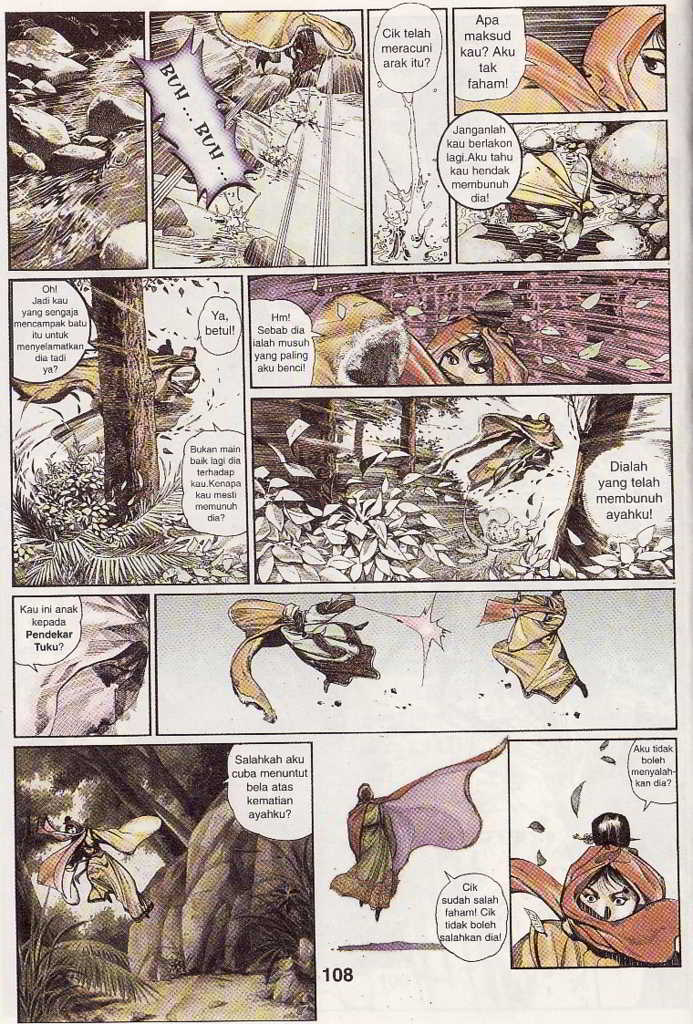 BUH ... BUH ...
Cik telah
meracuni
arak itu?
Apa
maksud
kau? Aku
tak
faham!
Janganlah
kau berlakon
lagi.Aku tahu
kau hendak
membunuh
dia!
Oh!
Jadi kau
yang sengaja
mencampak batu
itu untuk
menyelamatkan
dia tadi
ya?
Ya,
betul!
Bukan main
baik lagi dia
terhadap
kau.Kenapa
kau mesti
memunuh
dia?
Hm!
Sebab dia
ialah musuh
yang paling
aku benci!
Dialah
yang telah
membunuh
ayahku!
Kau ini anak
kepada
Pendekar
Tuku?
Salahkah aku
cuba menuntut
bela atas
kematian
ayahku?
Cik
sudah salah
faham! Cik
tidak boleh
salahkan dia!
Aku tidak
boleh
menyalah-
kan dia?
108